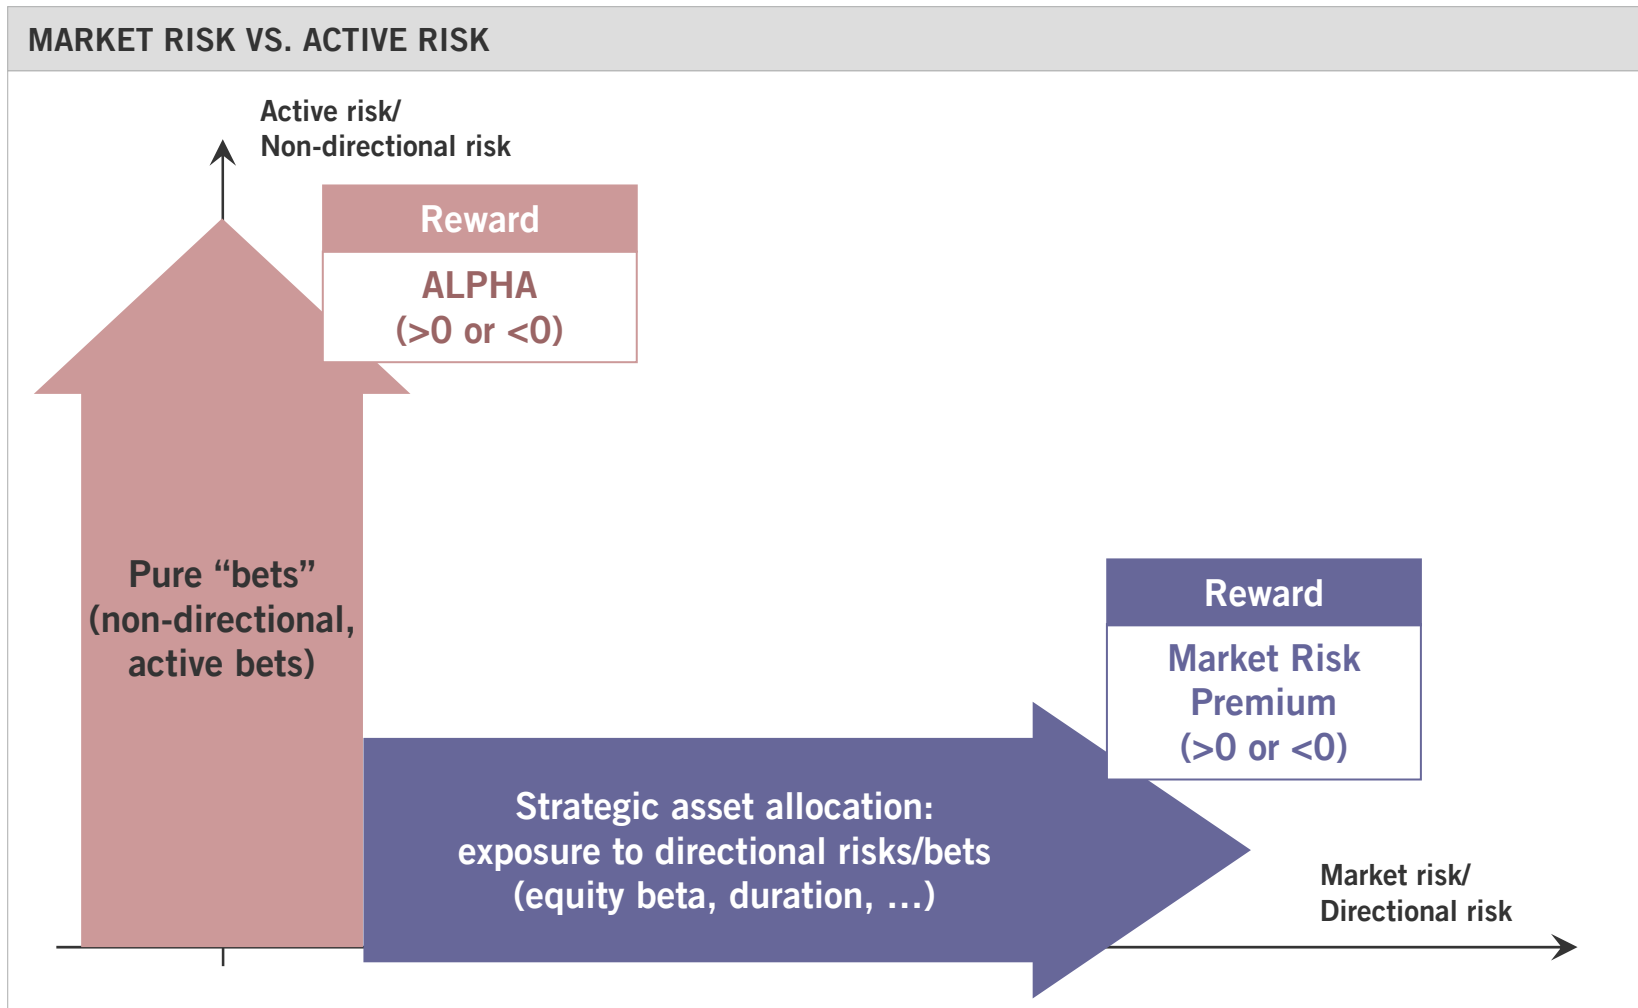 MARKET RISK VS. ACTIVE RISK
Active risk/
Non-directional risk
Reward
ALPHA
(>0 or <0)
Pure “bets”
(non-directional,
active bets)
Reward
Market Risk
Premium
(>0 or <0)
Strategic asset allocation:
exposure to directional risks/bets
(equity beta, duration, …)
Market risk/
Directional risk